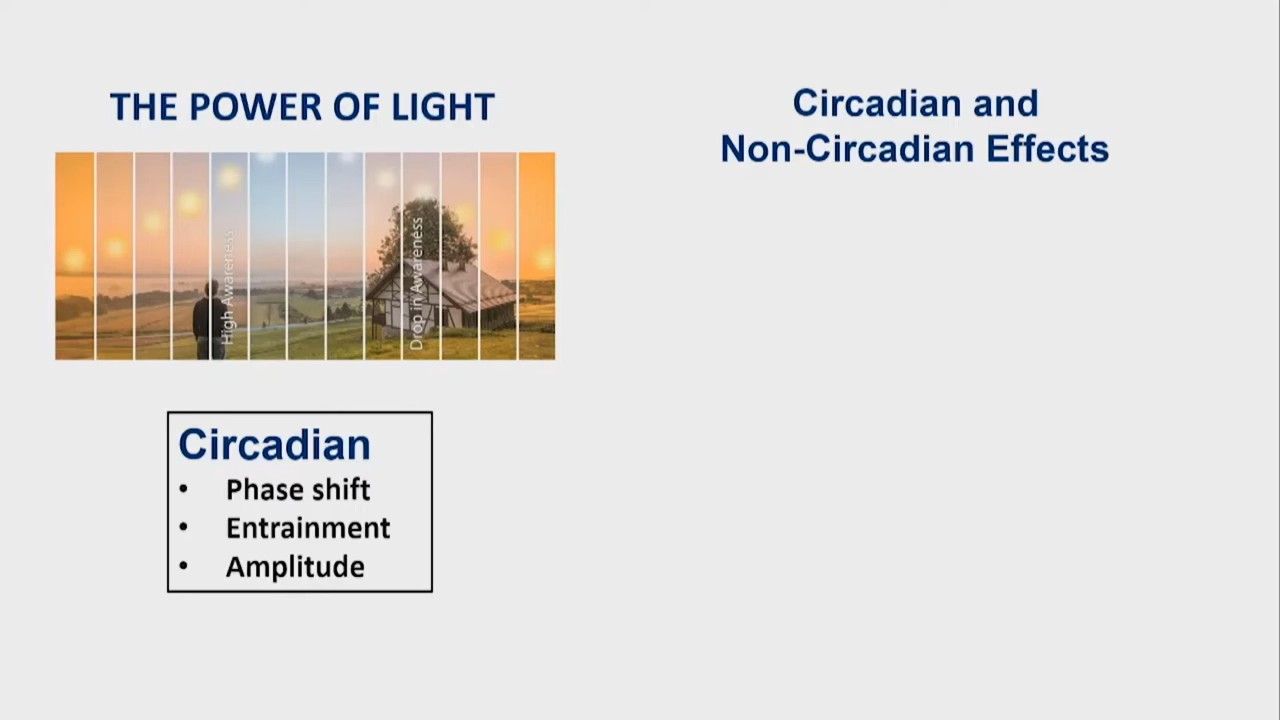 THE POWER OF LIGHT
High Awareness
Drop in Awareness
Circadian
• Phase shift
• Entrainment
• Amplitude
Circadian and
Non-Circadian Effects